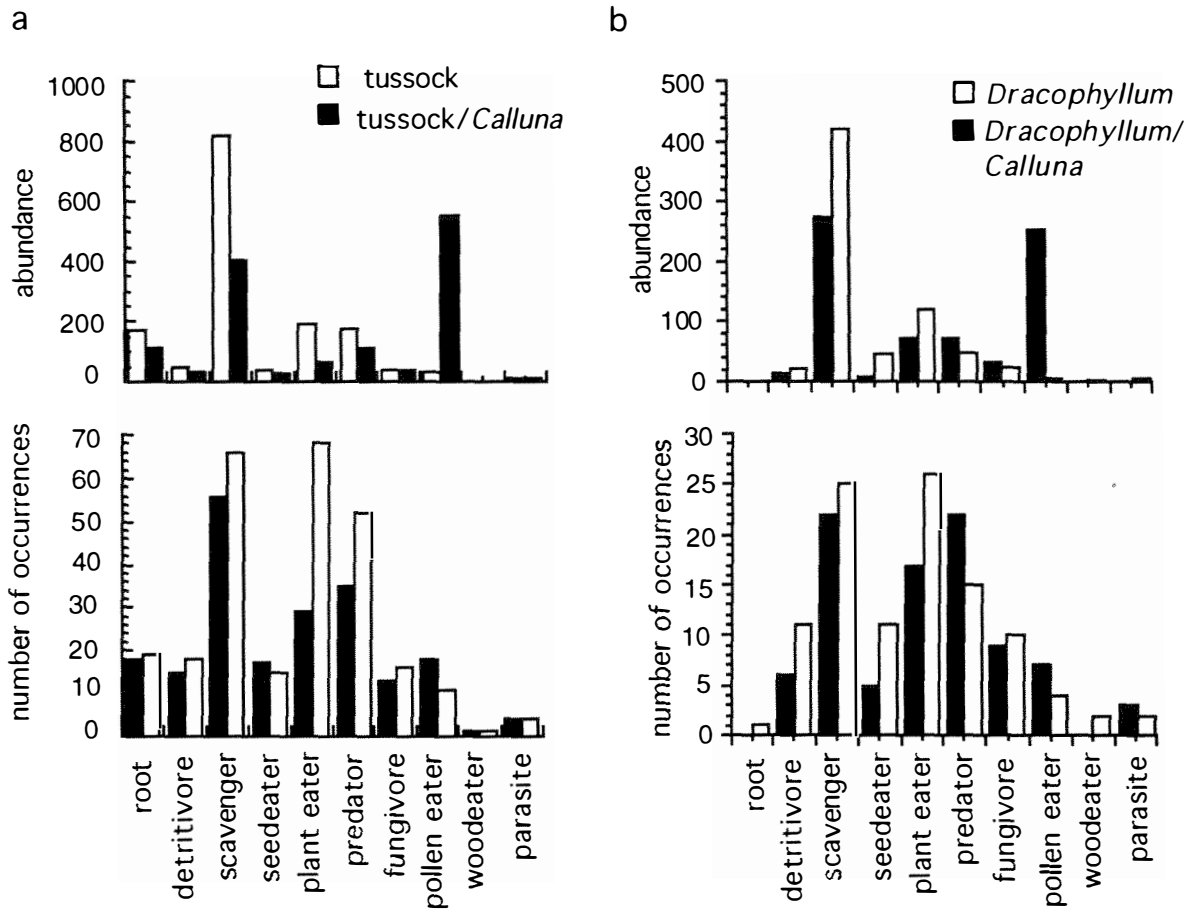 a
tussock
tussock/Calluna
abundance
1000
800
600
400
200
0
number of occurrences
70
60
50
40
30
20
10
0
root
detritivore
scavenger
seedeater
plant eater
predator
fungivore
pollen eater
woodeater
parasite
b
Dracophyllum
Dracophyllum/
Calluna
abundance
500
400
300
200
100
0
number of occurrences
30
25
20
15
10
5
0
root
detritivore
scavenger
seedeater
plant eater
predator
fungivore
pollen eater
woodeater
parasite